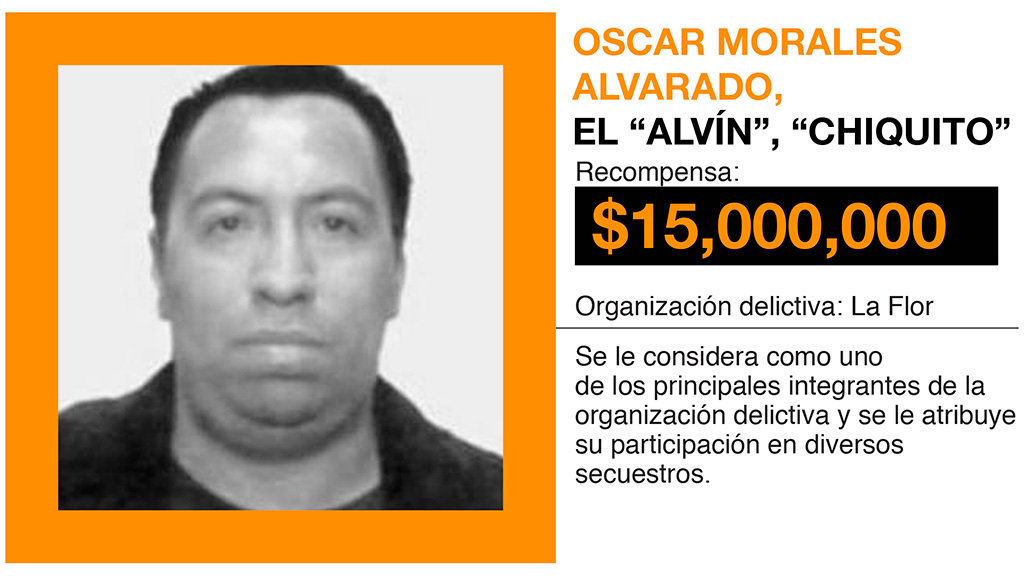 OSCAR MORALES
ALVARADO,
EL “ALVÍN”, “CHIQUITO”
Recompensa:
$15,000,000
Organización delictiva: La Flor
Se le considera como uno
de los principales integrantes de la
organización delictiva y se le atribuye
su participación en diversos
secuestros.